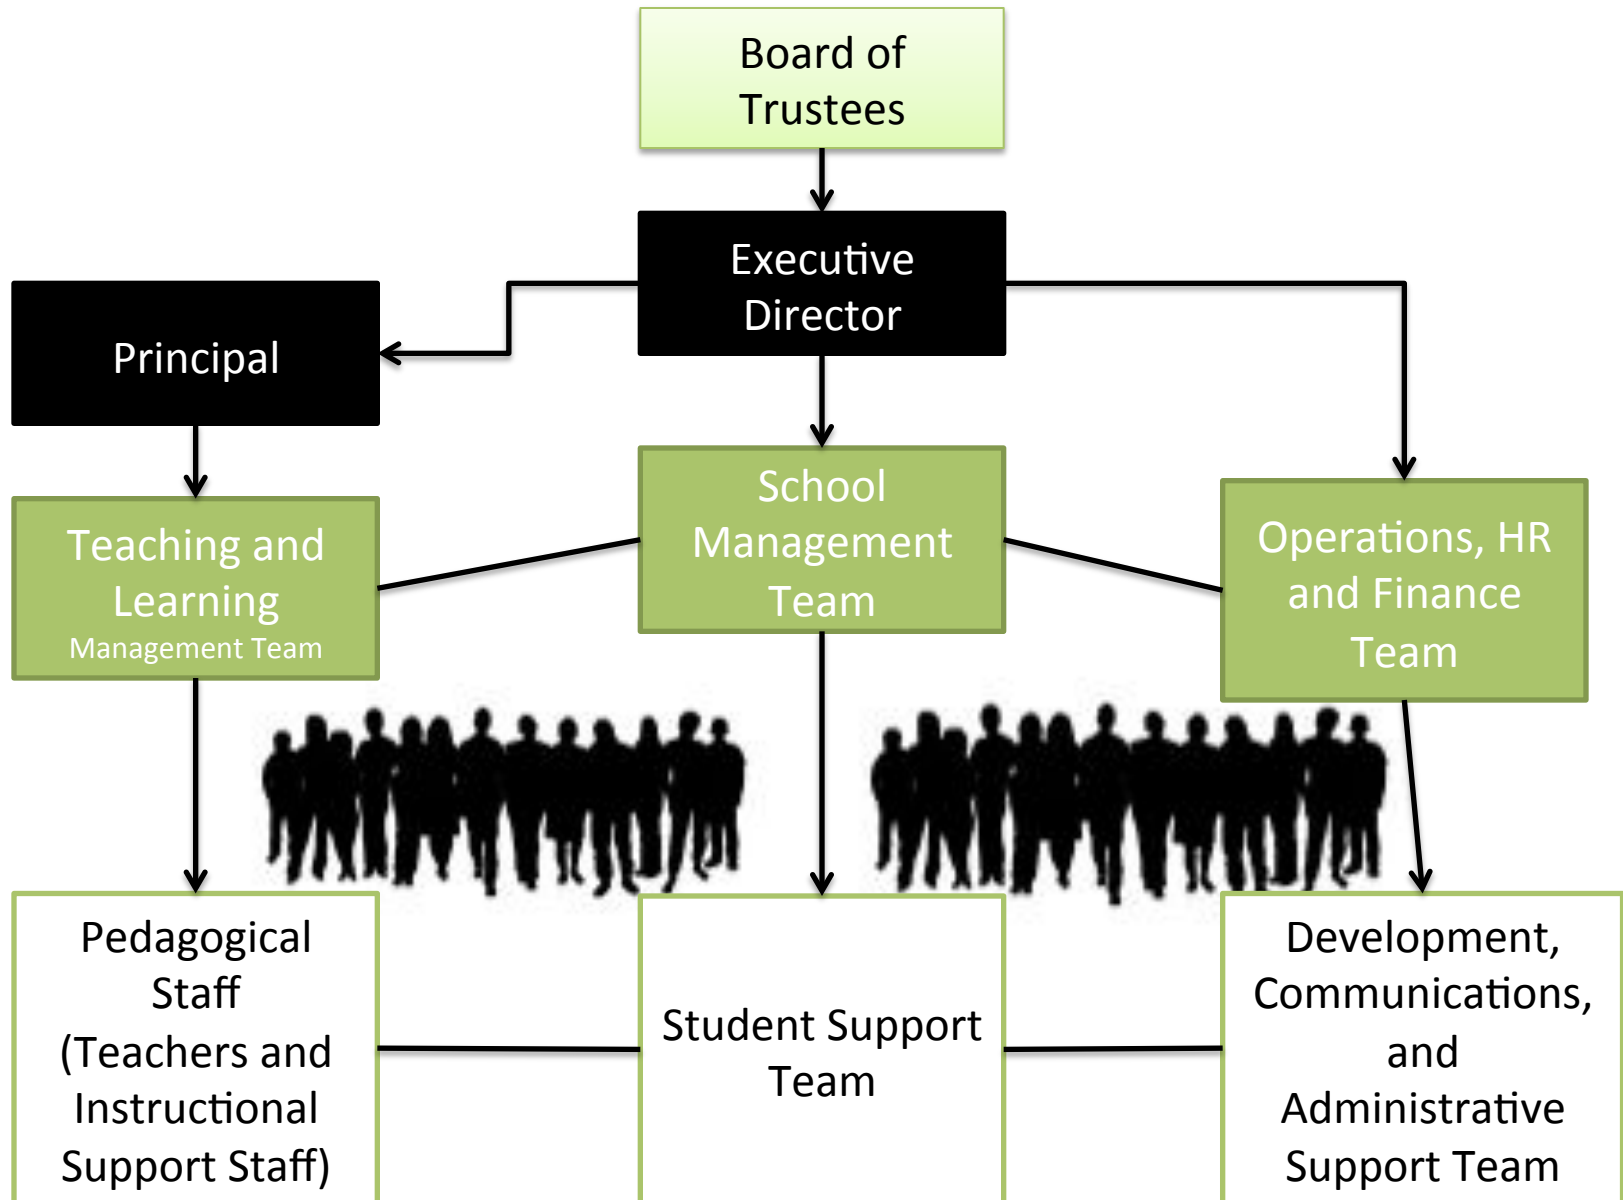 Board of
Trustees
Executive
Director
Principal
School
Management
Team
Teaching and
Learning
Management Team
Operations, HR
and Finance
Team
Pedagogical
Staff
(Teachers and
Instructional
Support Staff)
Student Support
Team
Development,
Communications,
and
Administrative
Support Team